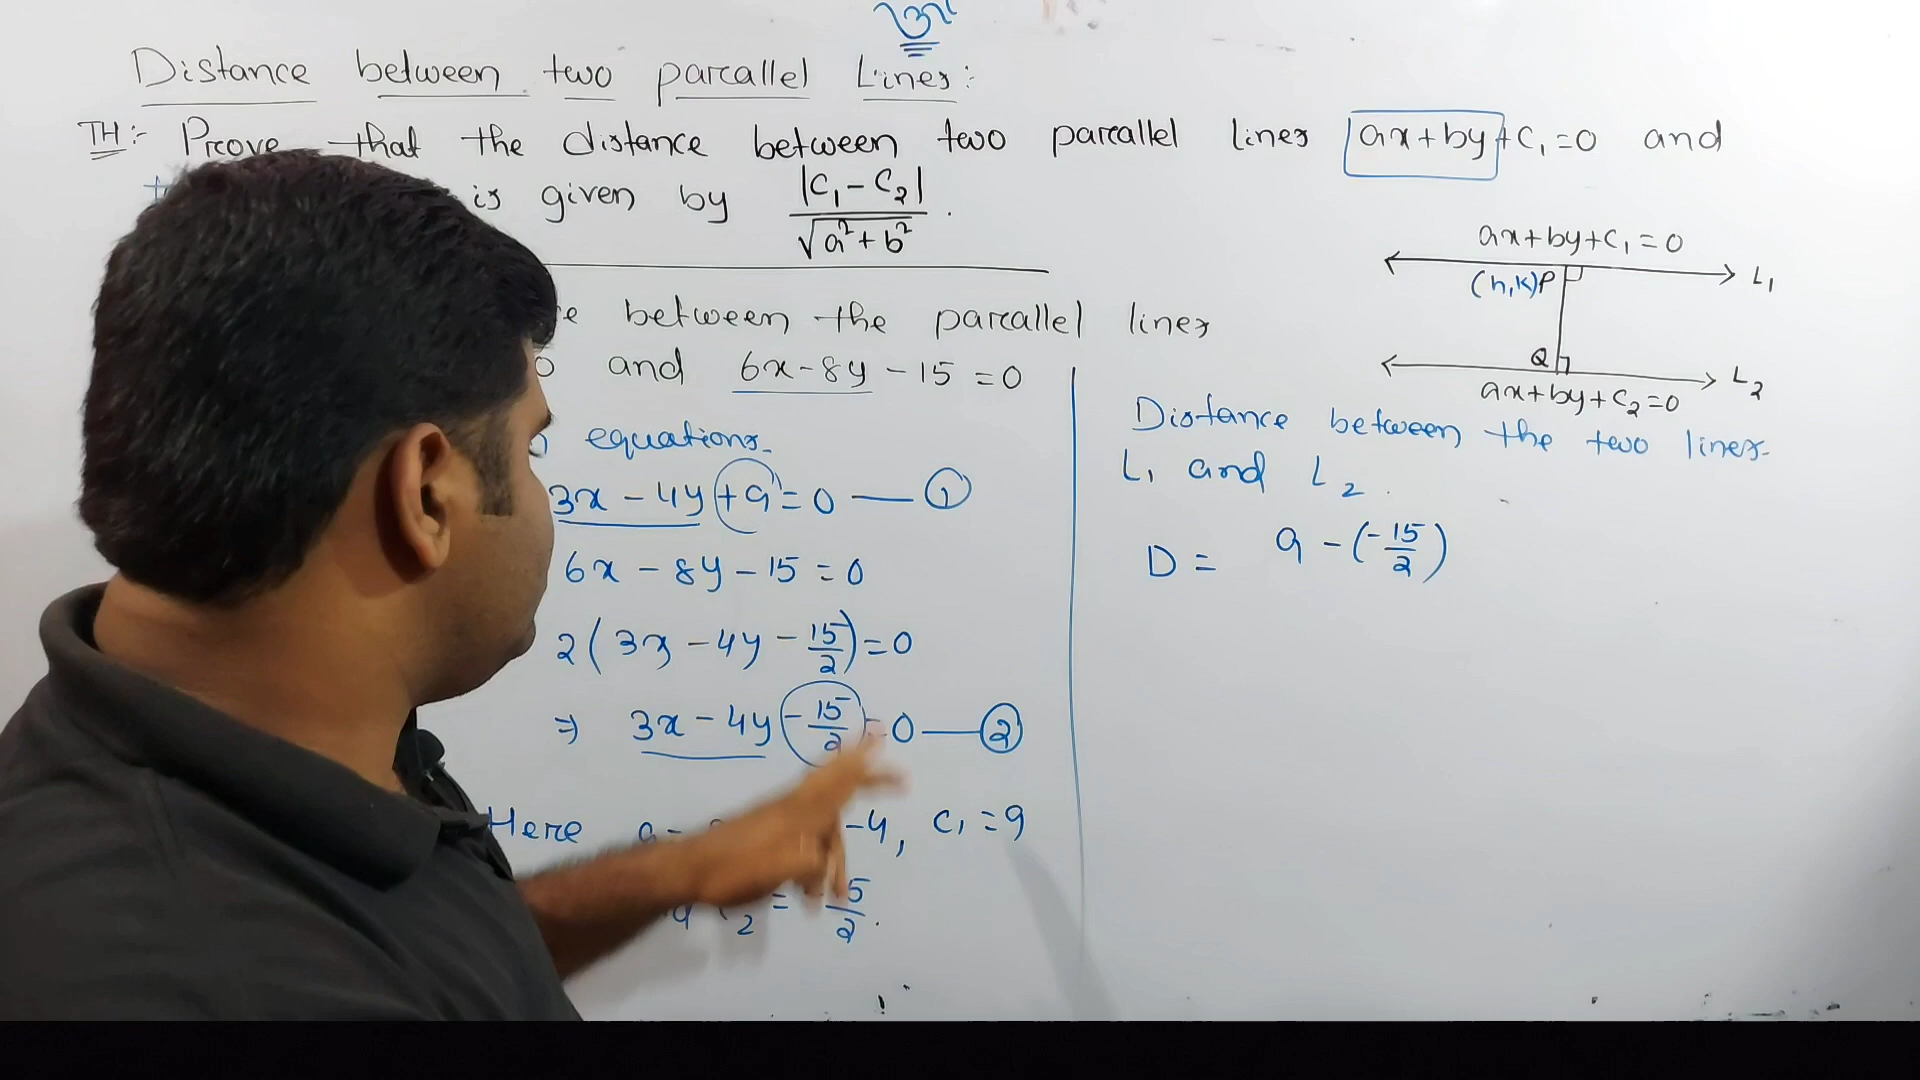 Distance between two parallel Lines:
TH:- Prove that the distance between two parallel lines ax+by+c₁=0 and
is given by |c₁-c₂| / √a²+b² .
between the parallel lines
and 6x-8y-15=0
equations.
3x-4y+9=0 — ①
6x-8y-15=0
2(3x-4y-15/2)=0
⇒ 3x-4y-15/2=0 — ②
Here -4, c₁=9
2 = 5/2.
ax+by+c₁=0
L₁
(h,k)P
Q
L₂
ax+by+c₂=0
Distance between the two lines
L₁ and L₂.
D = 9-(-15/2)